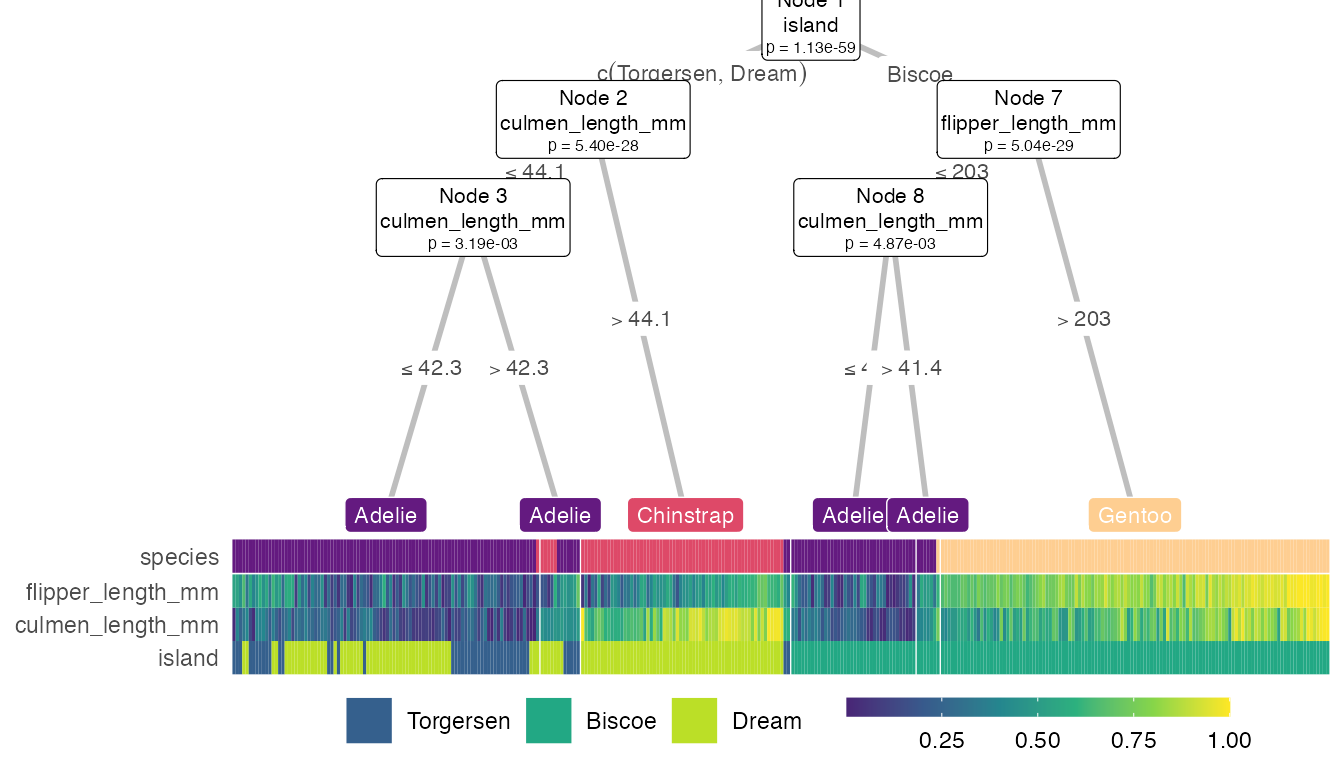 Node 1
island
p = 1.13e-59
c(Torgersen, Dream)
Biscoe
Node 2
culmen_length_mm
p = 5.40e-28
Node 7
flipper_length_mm
p = 5.04e-29
≤ 44.1
≤ 203
Node 3
culmen_length_mm
p = 3.19e-03
Node 8
culmen_length_mm
p = 4.87e-03
> 44.1
> 203
≤ 42.3
> 42.3
≤
> 41.4
Adelie
Adelie
Chinstrap
Adelie
Adelie
Gentoo
species
flipper_length_mm
culmen_length_mm
island
Torgersen
Biscoe
Dream
0.25
0.50
0.75
1.00